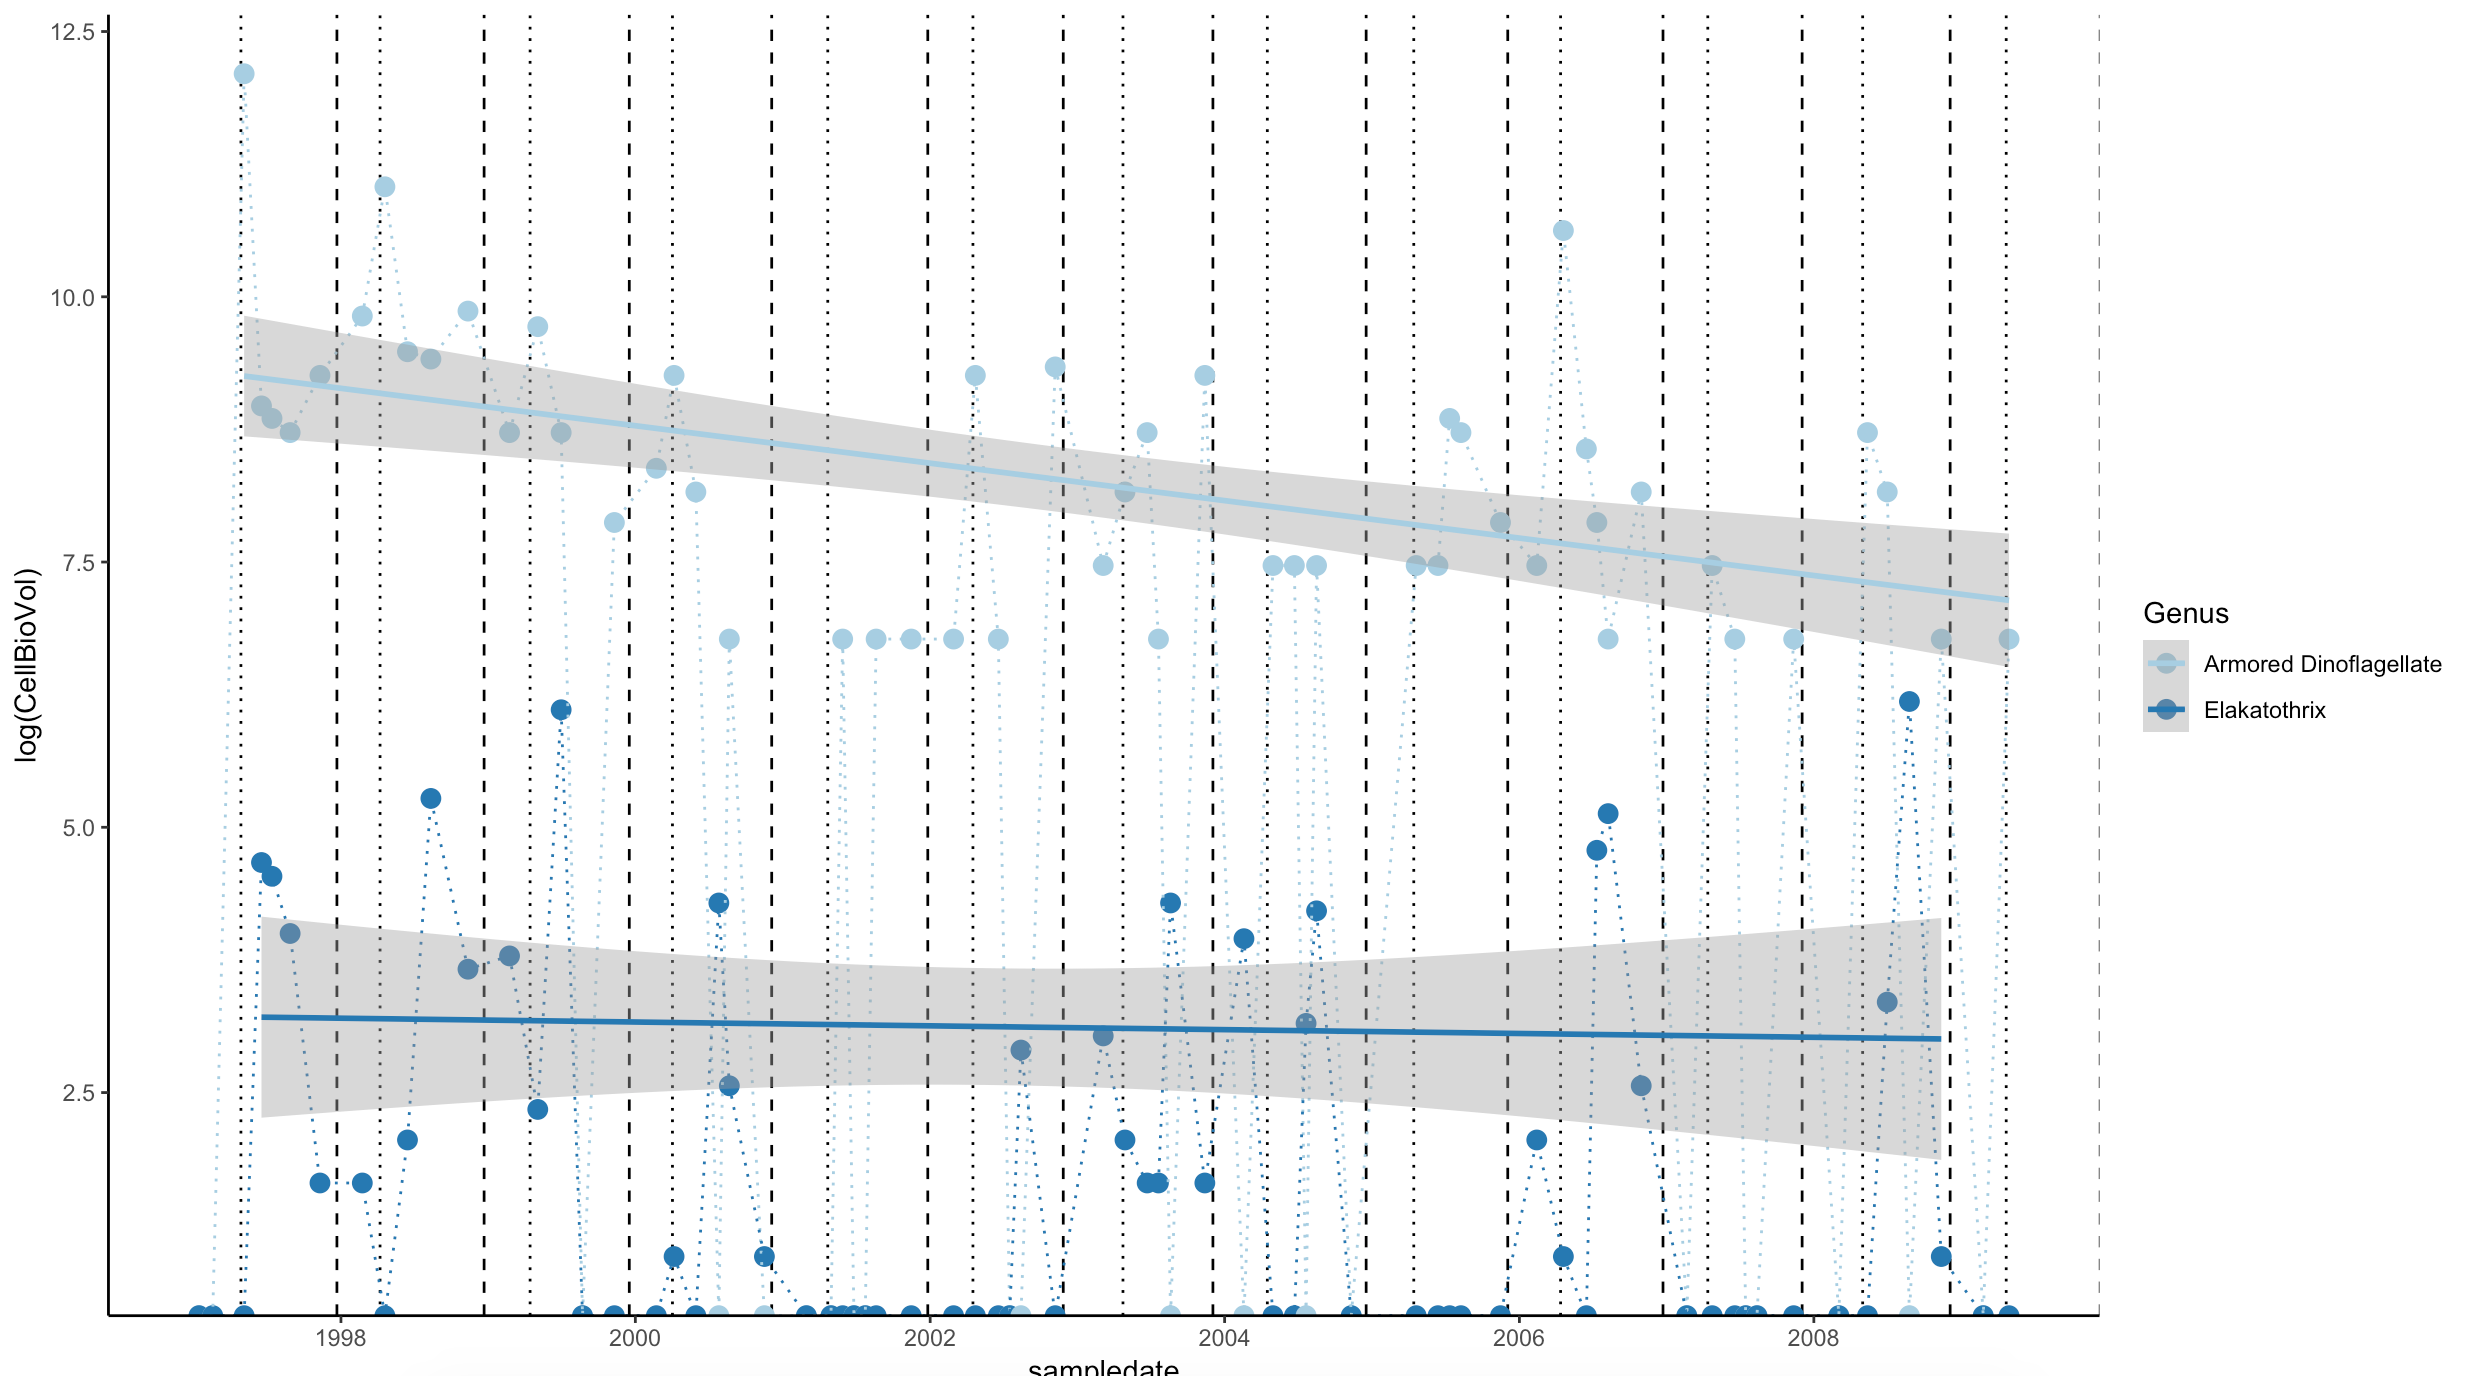 12.5
10.0
7.5
5.0
2.5
log(CellBioVol)
1998 2000 2002 2004 2006 2008
sampledate
Genus
Armored Dinoflagellate
Elakatothrix